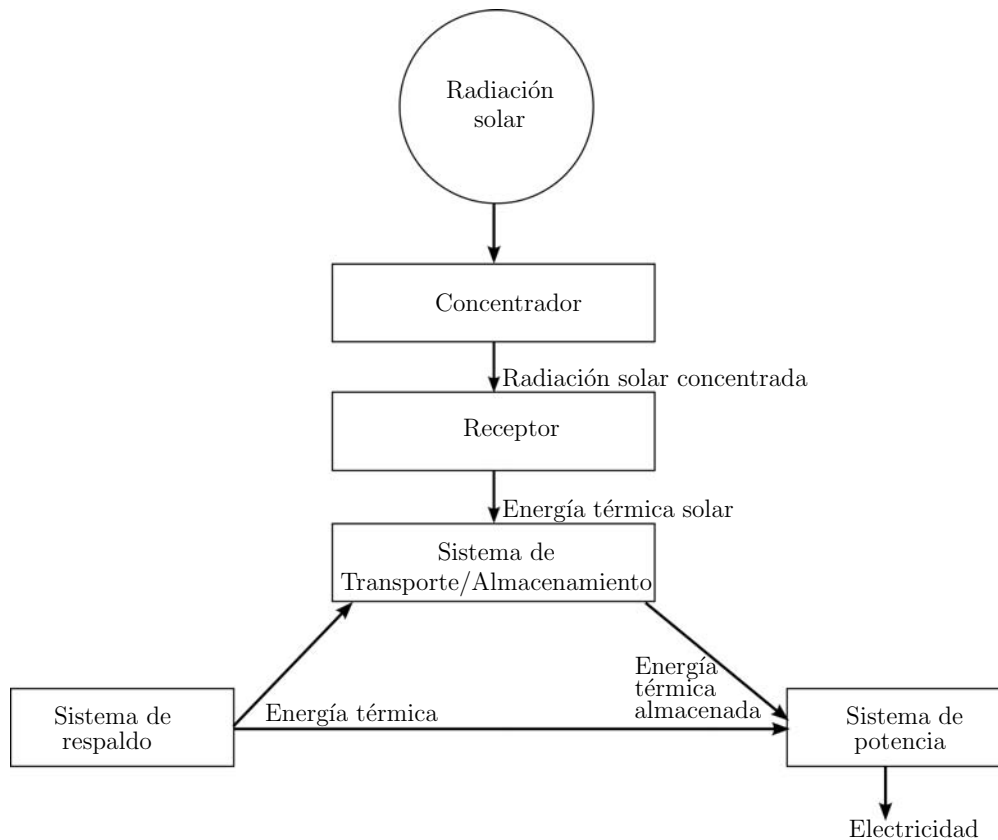 Radiación
solar
Concentrador
Radiación solar concentrada
Receptor
Energía térmica solar
Sistema de
Transporte/Almacenamiento
Energía
térmica
almacenada
Sistema de
respaldo
Energía térmica
Sistema de
potencia
Electricidad